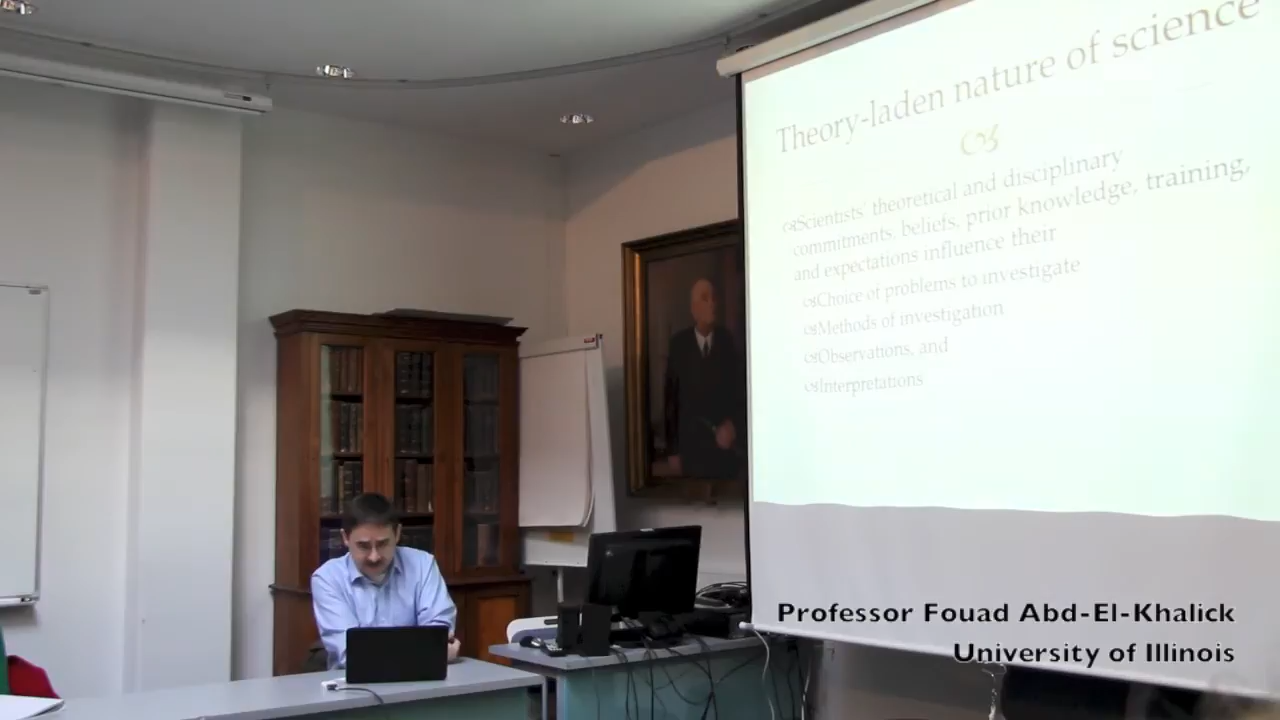 Theory-laden nature of science
Scientists' theoretical and disciplinary
commitments, beliefs, prior knowledge, training,
and expectations influence their
Choice of problems to investigate
Methods of investigation
Observations, and
Interpretations
Professor Fouad Abd-El-Khalick
University of Illinois